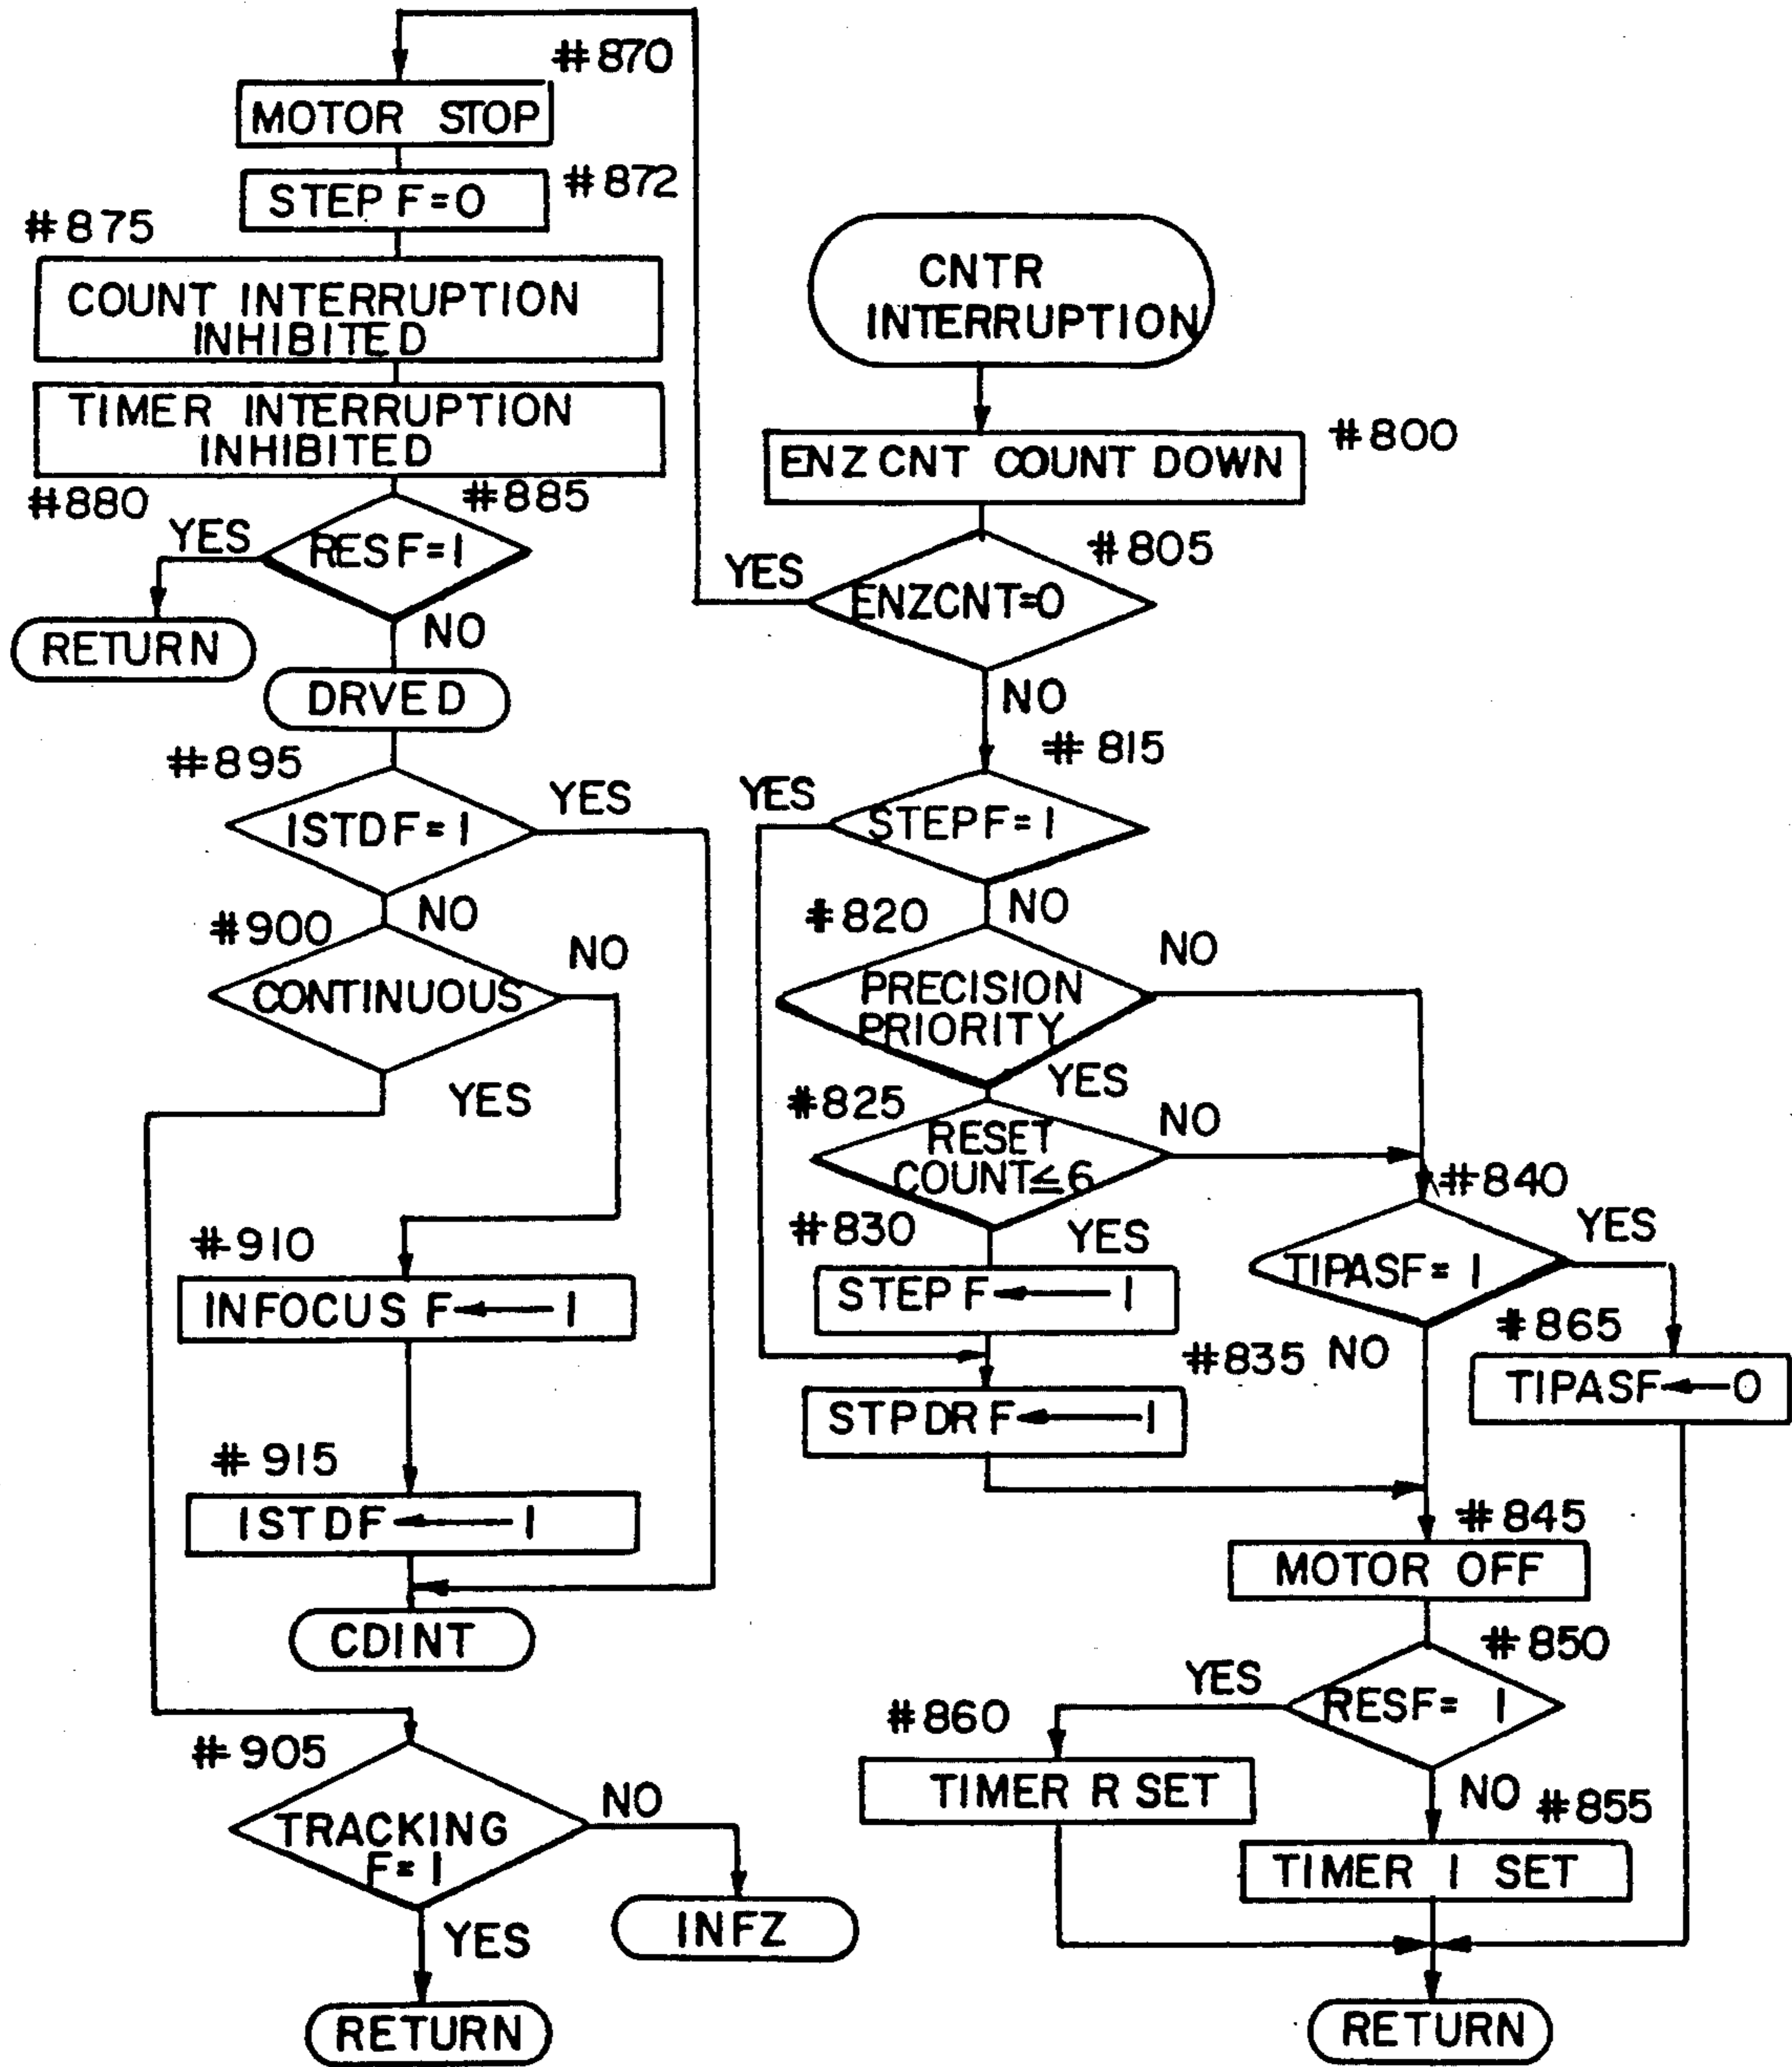 #870
MOTOR STOP
#872
STEP F=0
#875
COUNT INTERRUPTION
INHIBITED
TIMER INTERRUPTION
INHIBITED
#880
#885
YES
RESF=1
RETURN
NO
DRVED
#895
YES
ISTDF=1
NO
#900
NO
CONTINUOUS
YES
#910
INFOCUS F←1
#915
ISTDF←1
CDINT
#905
TRACKING
F=1
NO
INFZ
YES
RETURN
CNTR
INTERRUPTION
#800
ENZCNT COUNT DOWN
#805
YES
ENZCNT=0
NO
#815
YES
STEPF=1
NO
#820
NO
PRECISION
PRIORITY
YES
#825
NO
RESET
COUNT≤6
#830
YES
STEP F←1
#835
STPDR F←1
#840
YES
TIPASF=1
NO
#865
TIPASF←0
#845
MOTOR OFF
#850
YES
RESF=1
#860
TIMER R SET
NO
#855
TIMER I SET
RETURN